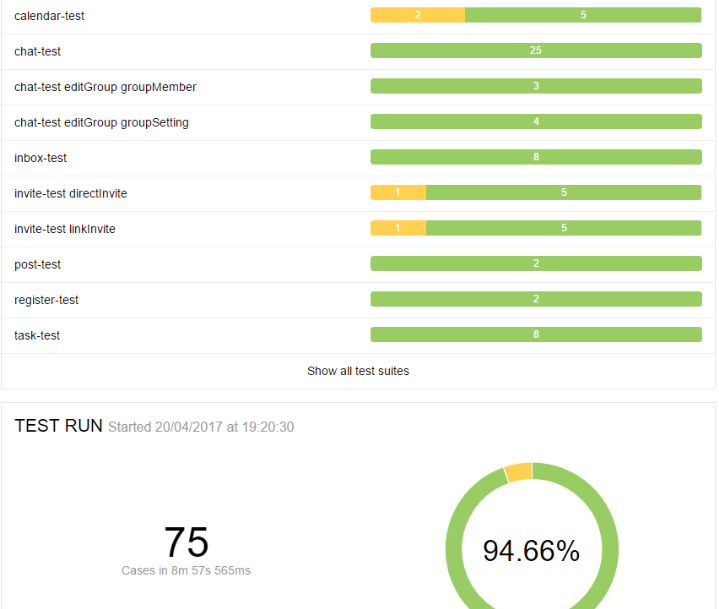 calendar-test 2 5
chat-test 25
chat-test editGroup groupMember 3
chat-test editGroup groupSetting 4
inbox-test 8
invite-test directInvite 1 5
invite-test linkInvite 1 5
post-test 2
register-test 2
task-test 8
Show all test suites
TEST RUN Started 20/04/2017 at 19:20:30
75
Cases in 8m 57s 565ms
94.66%